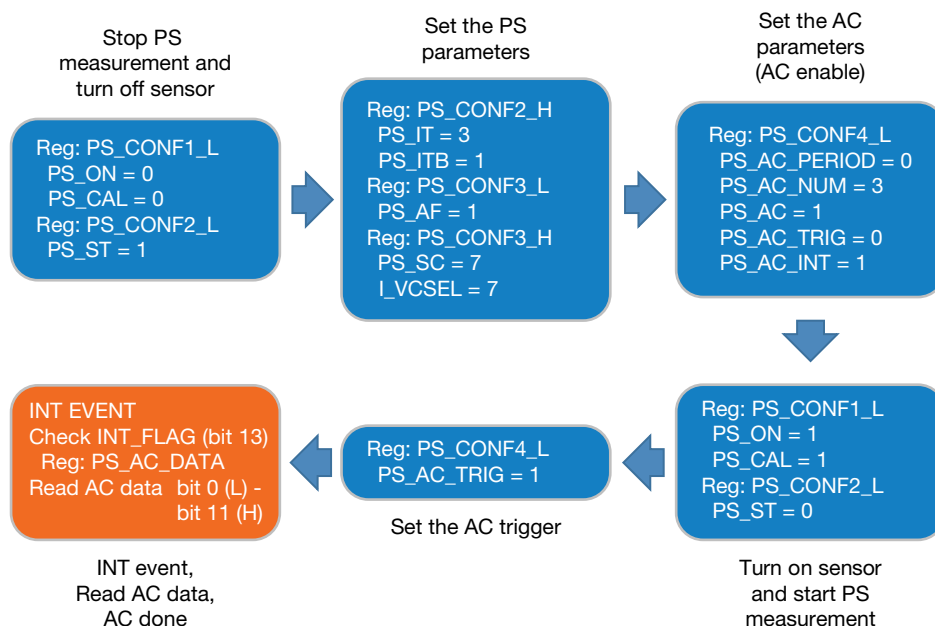 Stop PS
measurement and
turn off sensor
Reg: PS_CONF1_L
PS_ON = 0
PS_CAL = 0
Reg: PS_CONF2_L
PS_ST = 1
Set the PS
parameters
Reg: PS_CONF2_H
PS_IT = 3
PS_ITB = 1
Reg: PS_CONF3_L
PS_AF = 1
Reg: PS_CONF3_H
PS_SC = 7
I_VCSEL = 7
Set the AC
parameters
(AC enable)
Reg: PS_CONF4_L
PS_AC_PERIOD = 0
PS_AC_NUM = 3
PS_AC = 1
PS_AC_TRIG = 0
PS_AC_INT = 1
Reg: PS_CONF1_L
PS_ON = 1
PS_CAL = 1
Reg: PS_CONF2_L
PS_ST = 0
Turn on sensor
and start PS
measurement
Reg: PS_CONF4_L
PS_AC_TRIG = 1
Set the AC trigger
INT EVENT
Check INT_FLAG (bit 13)
Reg: PS_AC_DATA
Read AC data bit 0 (L) -
bit 11 (H)
INT event,
Read AC data,
AC done